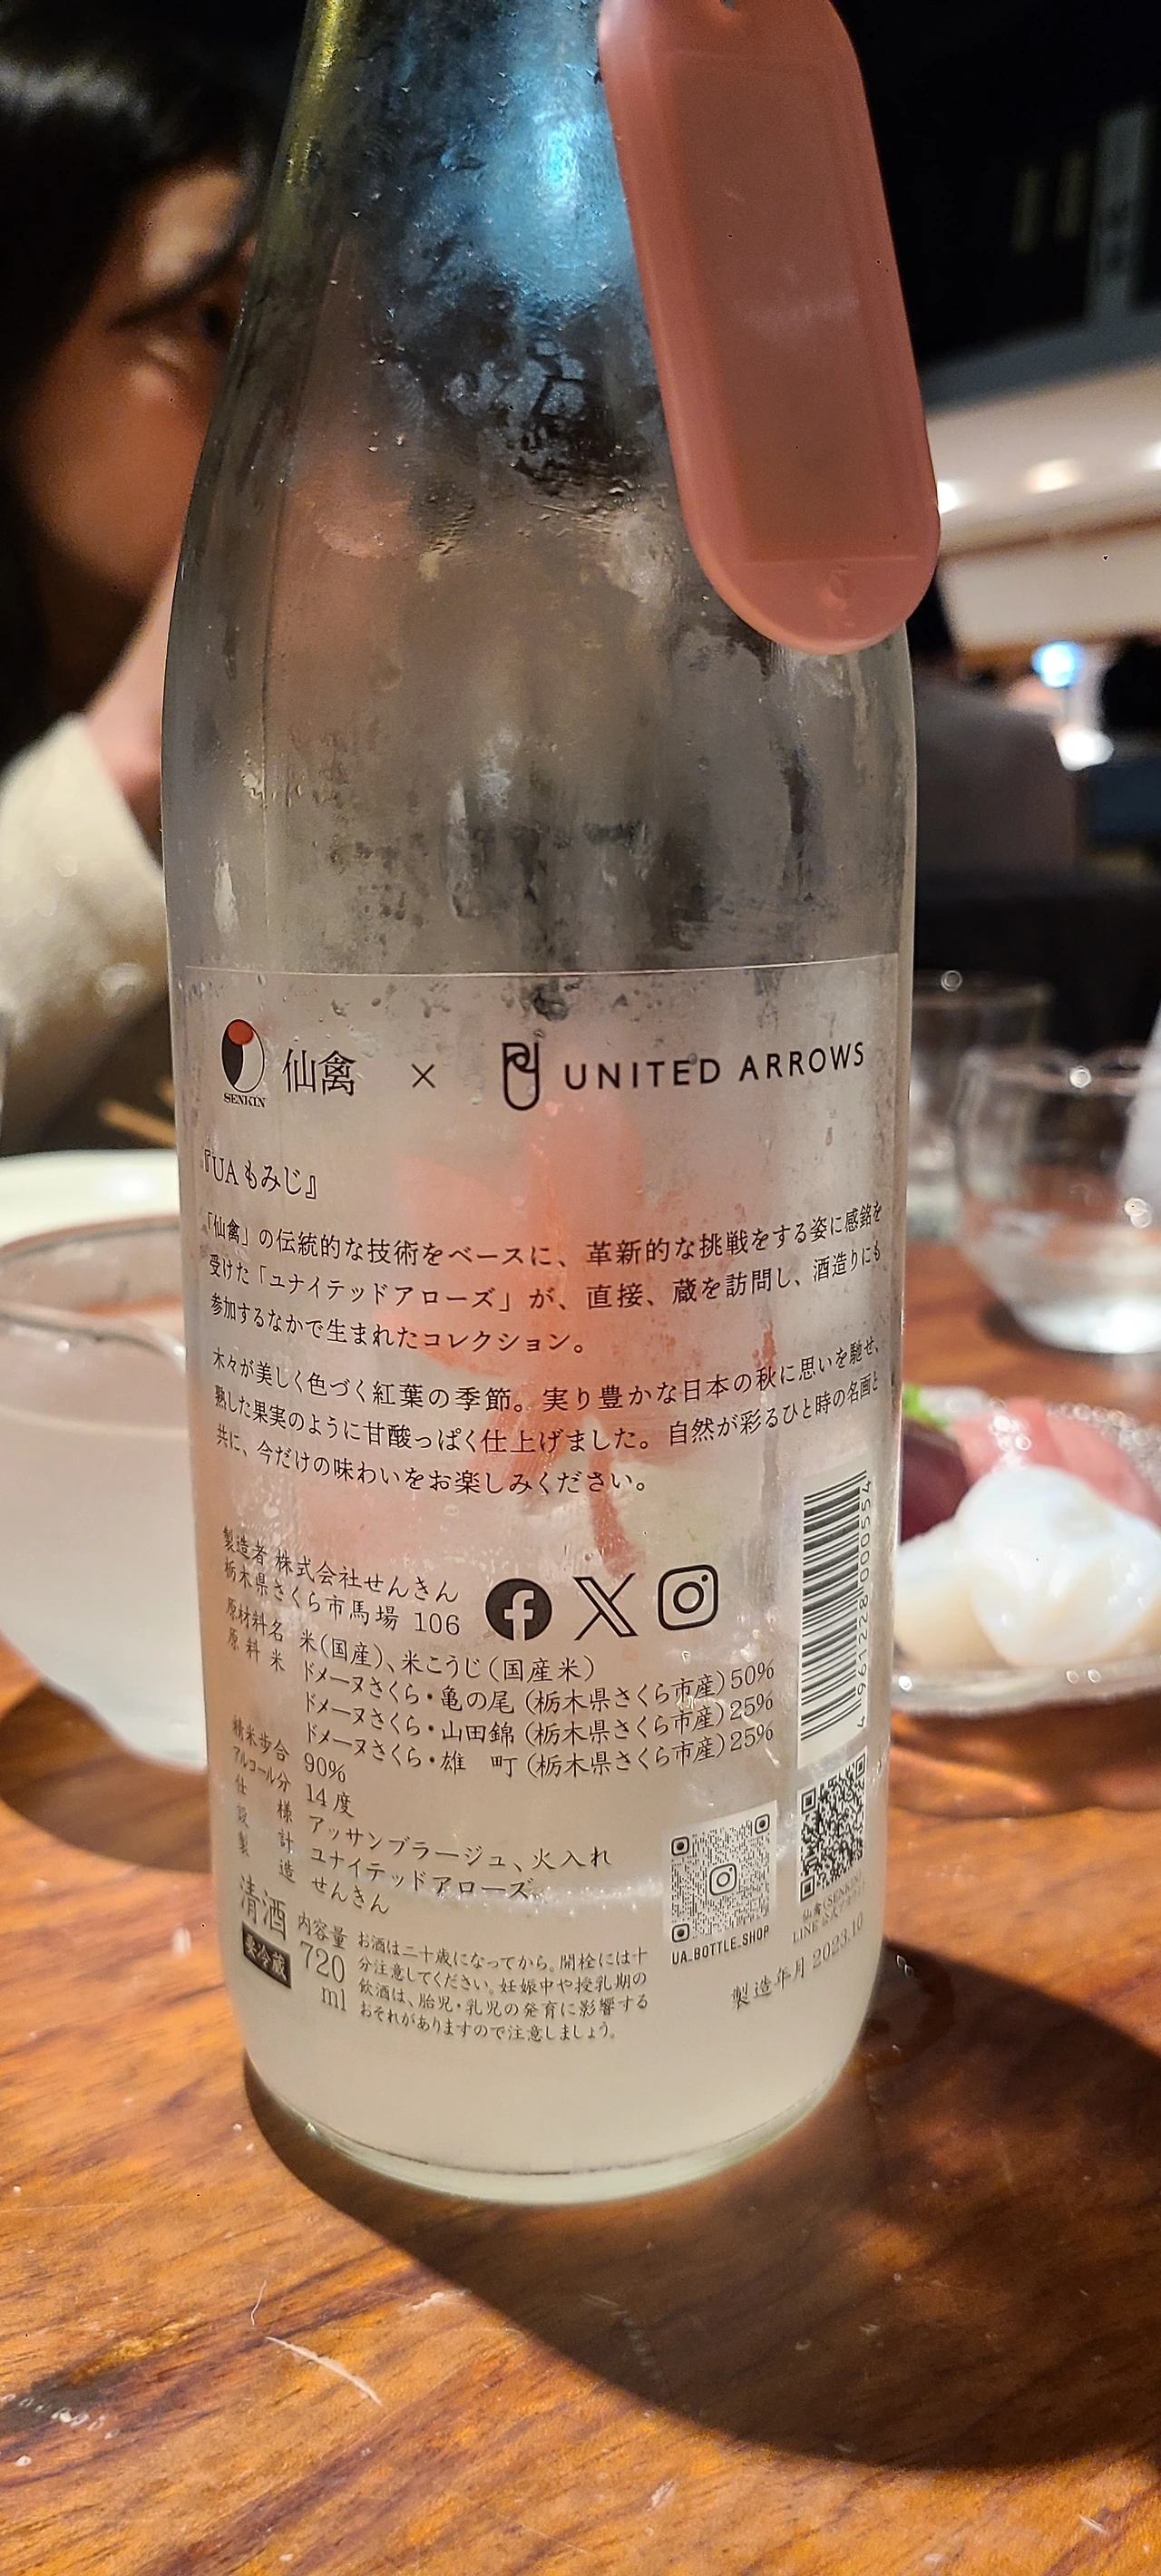 仙禽 × UNITED ARROWS
SENKIN
『UA もみじ』
「仙禽」の伝統的な技術をベースに、革新的な挑戦をする姿に感銘を
受けた「ユナイテッドアローズ」が、直接、蔵を訪問し、酒造りにも
参加するなかで生まれたコレクション。
木々が美しく色づく紅葉の季節。実り豊かな日本の秋に思いを馳せ、
熟した果実のように甘酸っぱく仕上げました。自然が彩るひと時の名画と
共に、今だけの味わいをお楽しみください。
製造者 株式会社せんきん
栃木県さくら市馬場 106
原材料名 米(国産)、米こうじ(国産米)
原料米 ドメーヌさくら・亀の尾 (栃木県さくら市産) 50%
ドメーヌさくら・山田錦 (栃木県さくら市産) 25%
ドメーヌさくら・雄 町 (栃木県さくら市産) 25%
精米歩合 90%
アルコール分 14 度
仕様 アッサンブラージュ、火入れ
設計 ユナイテッドアローズ
製造 せんきん
清酒
要冷蔵
内容量
720
ml
お酒は二十歳になってから。開栓には十
分注意してください。妊娠中や授乳期の
飲酒は、胎児・乳児の発育に影響する
おそれがありますので注意しましょう。
UA_BOTTLE_SHOP
4 961228 000554
仙禽(SENKIN)
LINE 公式アカウント
製造年月 2023.10